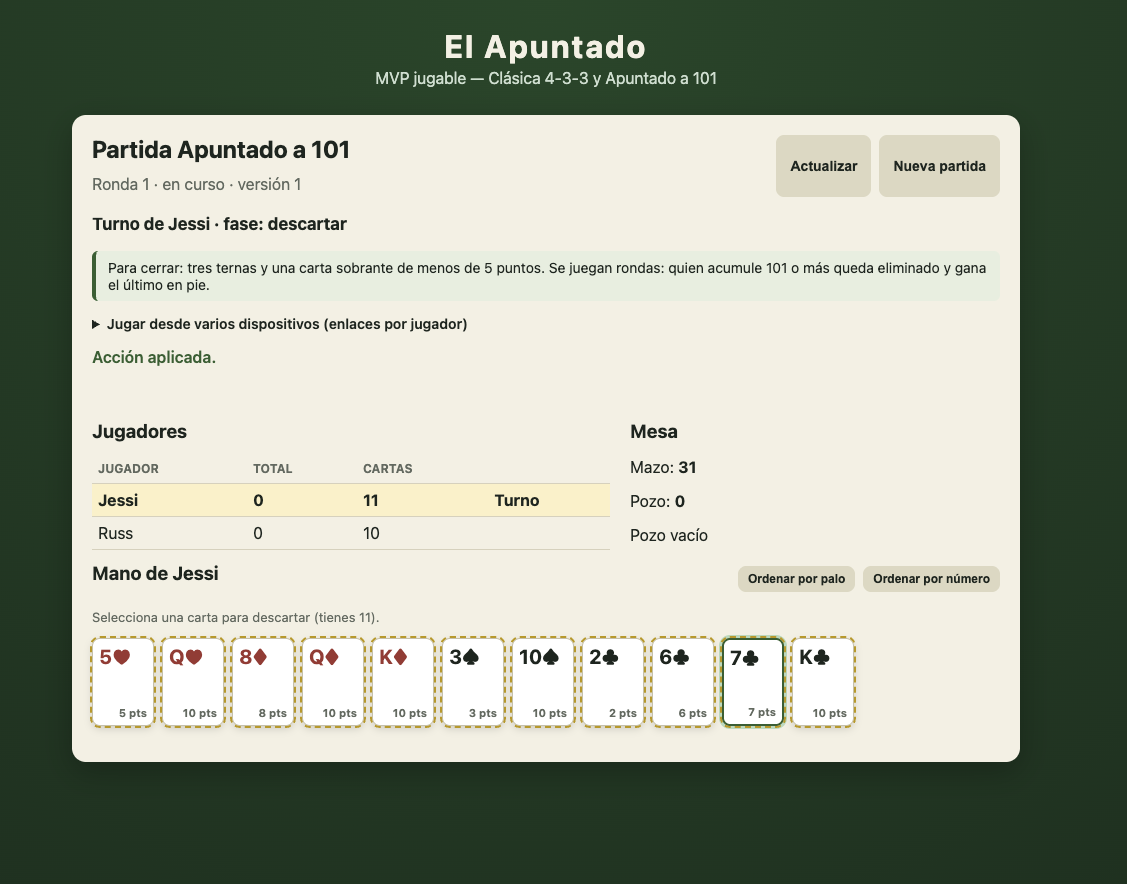 El Apuntado
MVP jugable — Clásica 4-3-3 y Apuntado a 101
Partida Apuntado a 101
Actualizar
Nueva partida
Ronda 1 · en curso · versión 1
Turno de Jessi · fase: descartar
Para cerrar: tres ternas y una carta sobrante de menos de 5 puntos. Se juegan rondas: quien acumule 101 o más queda eliminado y gana
el último en pie.
▶ Jugar desde varios dispositivos (enlaces por jugador)
Acción aplicada.
Jugadores
JUGADOR TOTAL CARTAS
Jessi 0 11 Turno
Russ 0 10
Mesa
Mazo: 31
Pozo: 0
Pozo vacío
Mano de Jessi
Ordenar por palo
Ordenar por número
Selecciona una carta para descartar (tienes 11).
5♥ Q♥ 8♦ Q♦ K♦ 3♠ 10♠ 2♣ 6♣ 7♣ K♣
5 pts 10 pts 8 pts 10 pts 10 pts 3 pts 10 pts 2 pts 6 pts 7 pts 10 pts